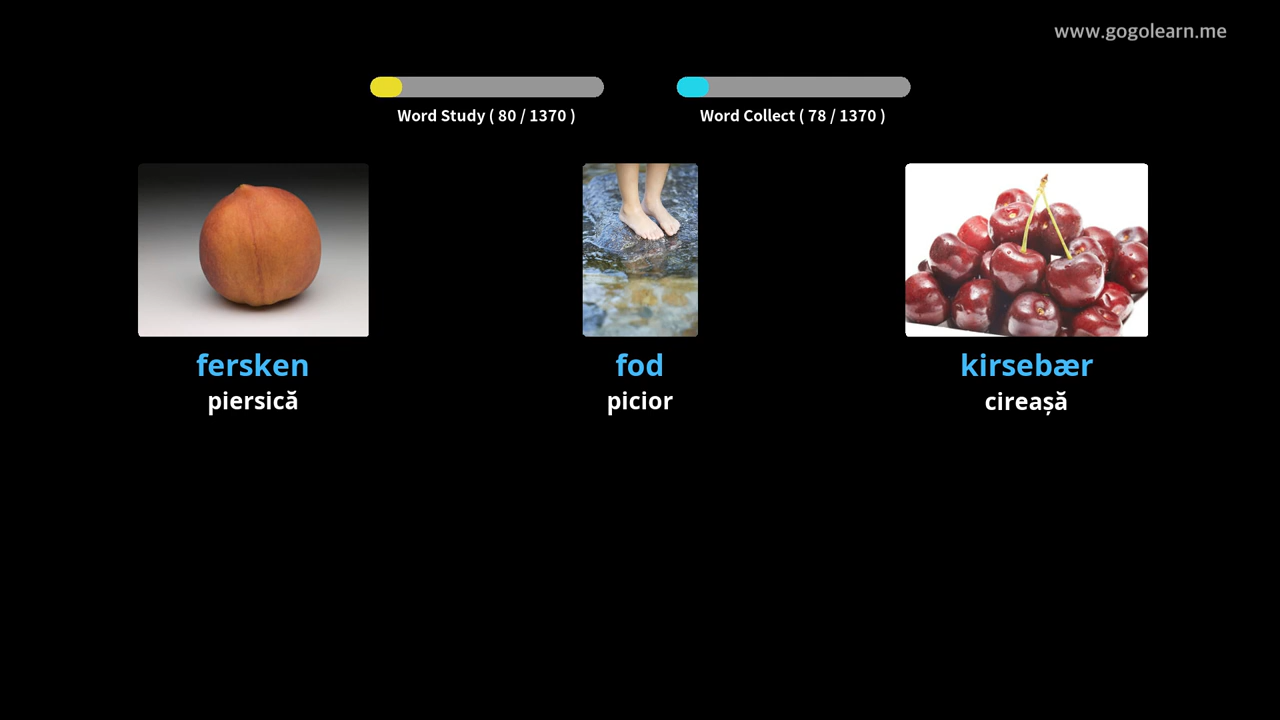 www.gogolearn.me
Word Study ( 80 / 1370 )
Word Collect ( 78 / 1370 )
fersken
piersică
fod
picior
kirsebær
cireașă